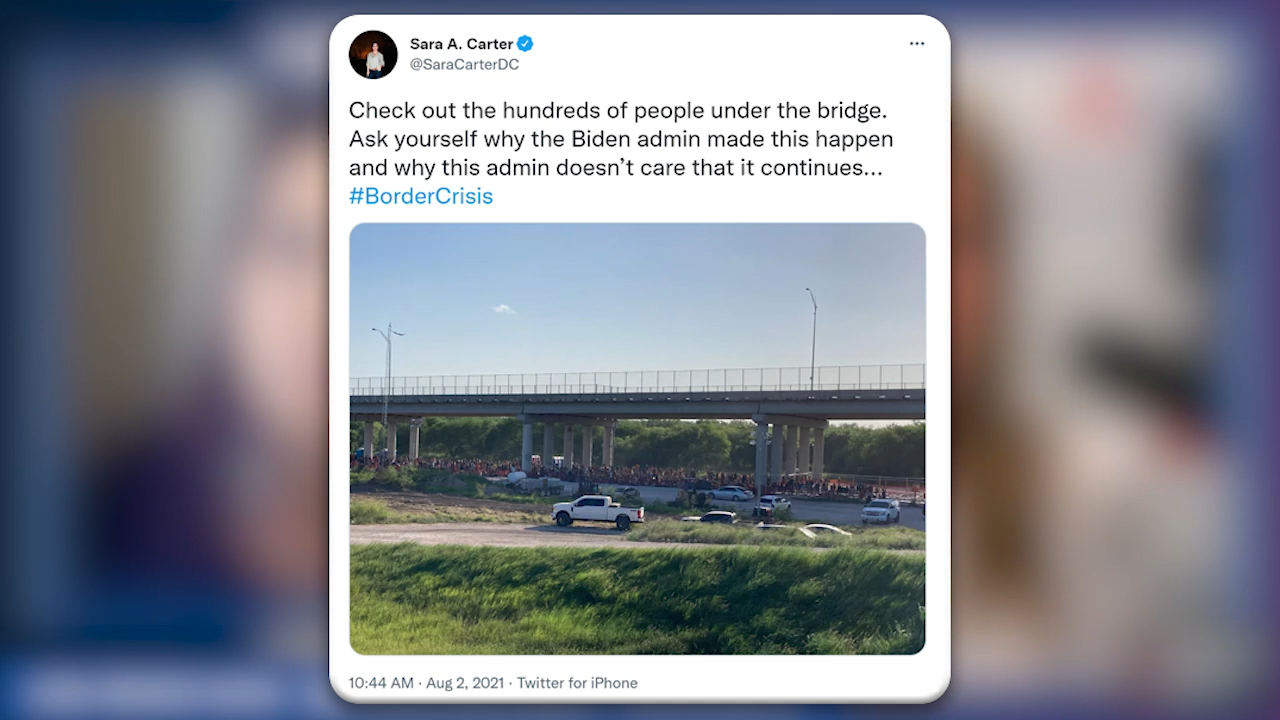 Sara A. Carter
@SaraCarterDC
Check out the hundreds of people under the bridge.
Ask yourself why the Biden admin made this happen
and why this admin doesn’t care that it continues...
#BorderCrisis
10:44 AM · Aug 2, 2021 · Twitter for iPhone